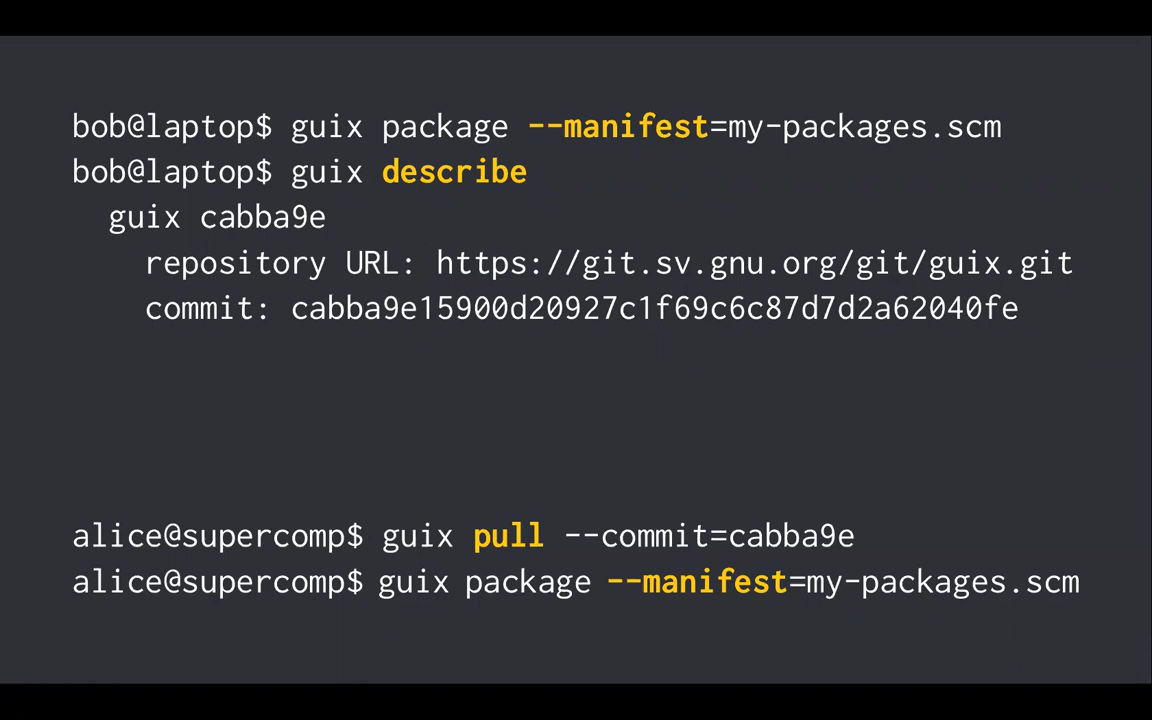 bob@laptop$ guix package --manifest=my-packages.scm
bob@laptop$ guix describe
guix cabba9e
repository URL: https://git.sv.gnu.org/git/guix.git
commit: cabba9e15900d20927c1f69c6c87d7d2a62040fe
alice@supercomp$ guix pull --commit=cabba9e
alice@supercomp$ guix package --manifest=my-packages.scm